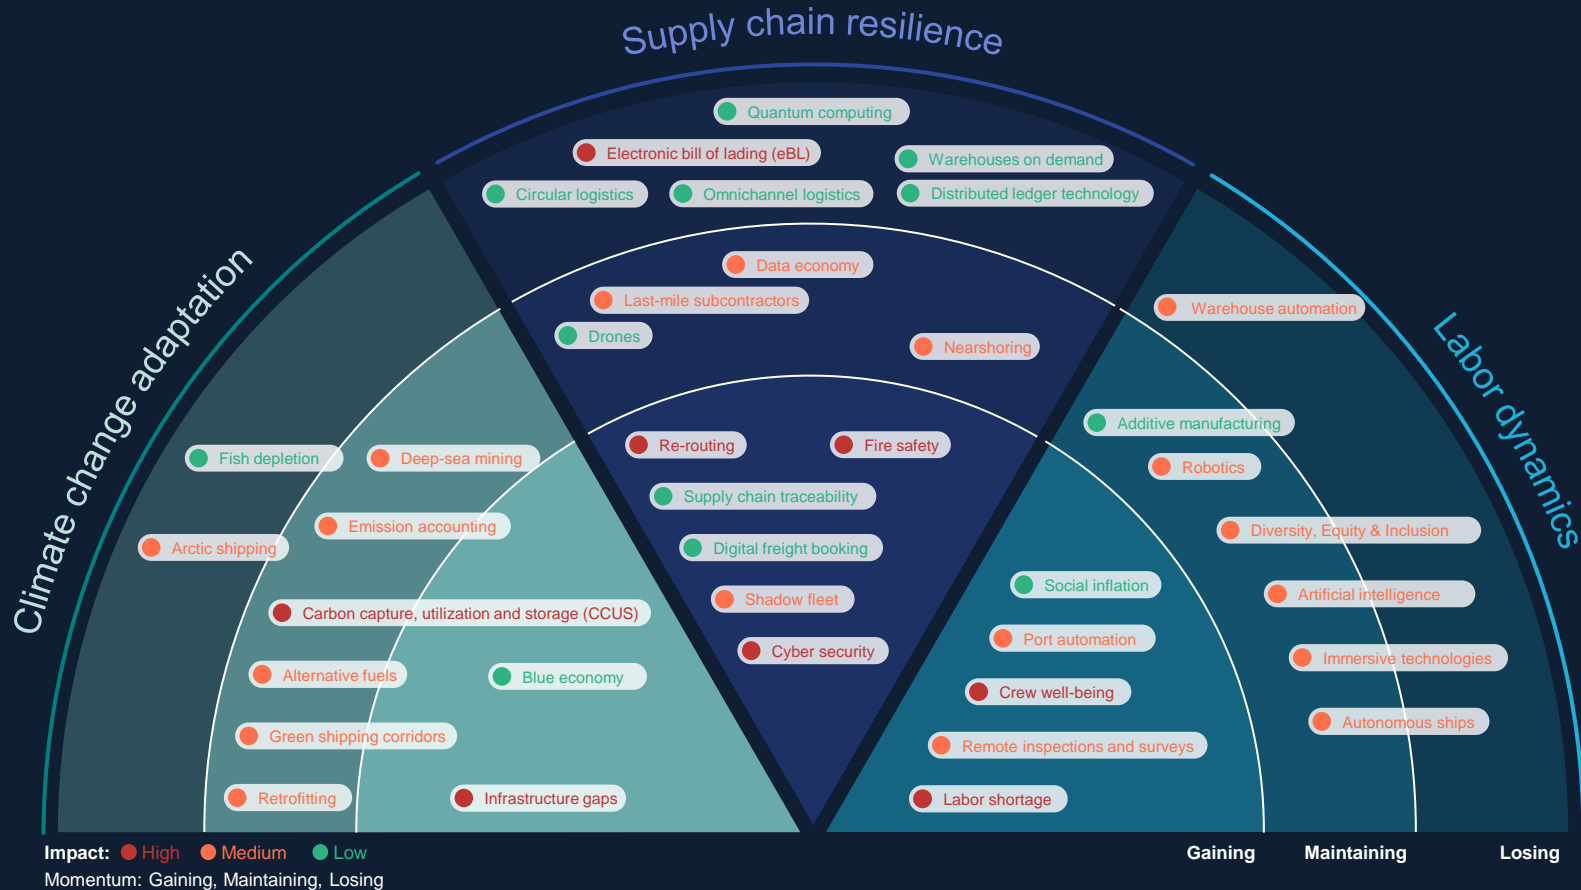 Supply chain resilience
Quantum computing
Electronic bill of lading (eBL)
Warehouses on demand
Circular logistics
Omnichannel logistics
Distributed ledger technology
Data economy
Last-mile subcontractors
Drones
Nearshoring
Re-routing
Fire safety
Supply chain traceability
Digital freight booking
Shadow fleet
Cyber security
Climate change adaptation
Fish depletion
Deep-sea mining
Emission accounting
Arctic shipping
Carbon capture, utilization and storage (CCUS)
Alternative fuels
Blue economy
Green shipping corridors
Retrofitting
Infrastructure gaps
Labor dynamics
Warehouse automation
Additive manufacturing
Robotics
Diversity, Equity & Inclusion
Social inflation
Artificial intelligence
Port automation
Immersive technologies
Crew well-being
Autonomous ships
Remote inspections and surveys
Labor shortage
Impact: High Medium Low
Momentum: Gaining, Maintaining, Losing
Gaining Maintaining Losing